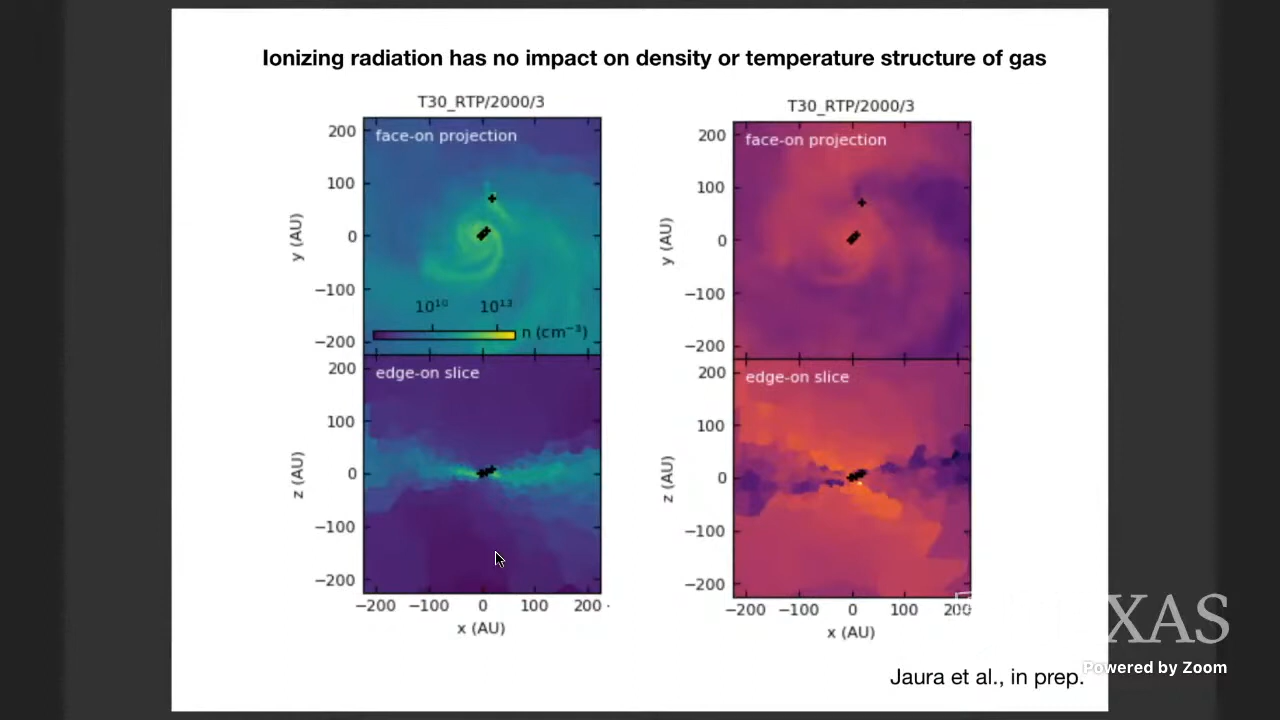 Ionizing radiation has no impact on density or temperature structure of gas
T30_RTP/2000/3
face-on projection
200
100
0
−100
−200
y (AU)
10¹⁰ 10¹³
n (cm⁻³)
edge-on slice
200
100
0
−100
−200
z (AU)
−200 −100 0 100 200
x (AU)
T30_RTP/2000/3
face-on projection
200
100
0
−100
−200
y (AU)
edge-on slice
200
100
0
−100
−200
z (AU)
−200 −100 0 100 200
x (AU)
XAS
Powered by Zoom
Jaura et al., in prep.